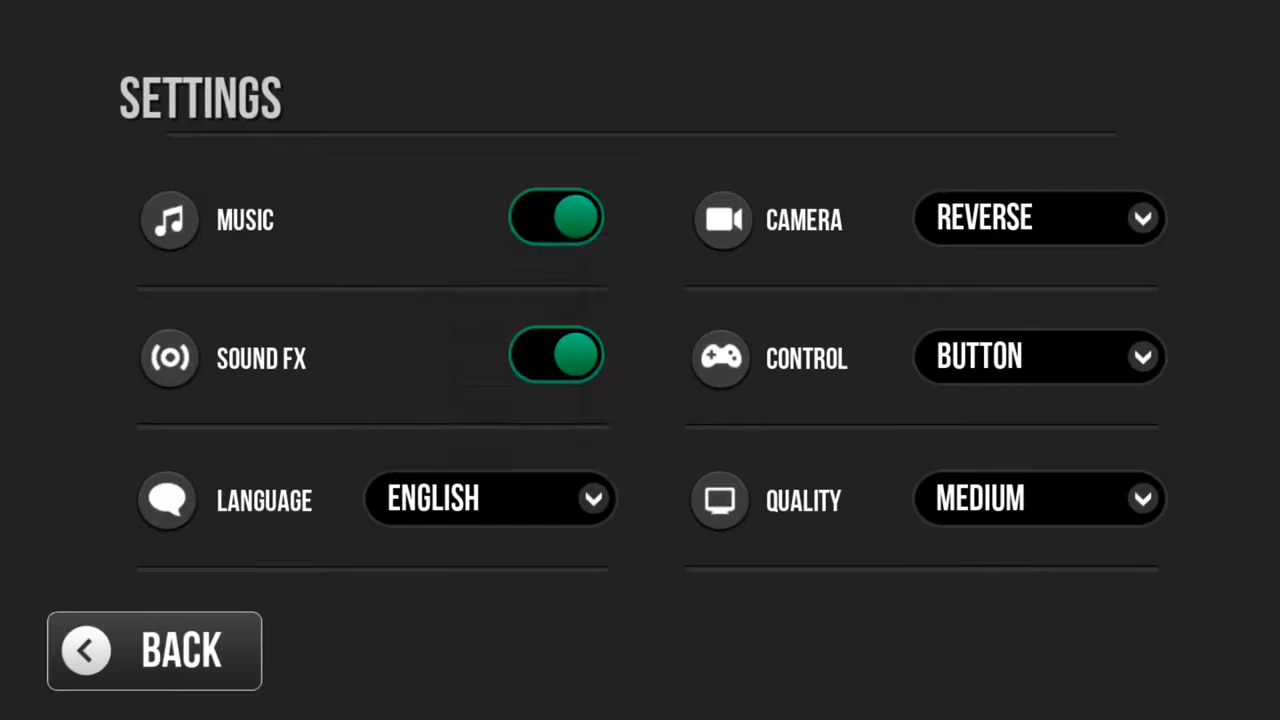 SETTINGS
MUSIC
CAMERA
REVERSE
SOUND FX
CONTROL
BUTTON
LANGUAGE
ENGLISH
QUALITY
MEDIUM
BACK